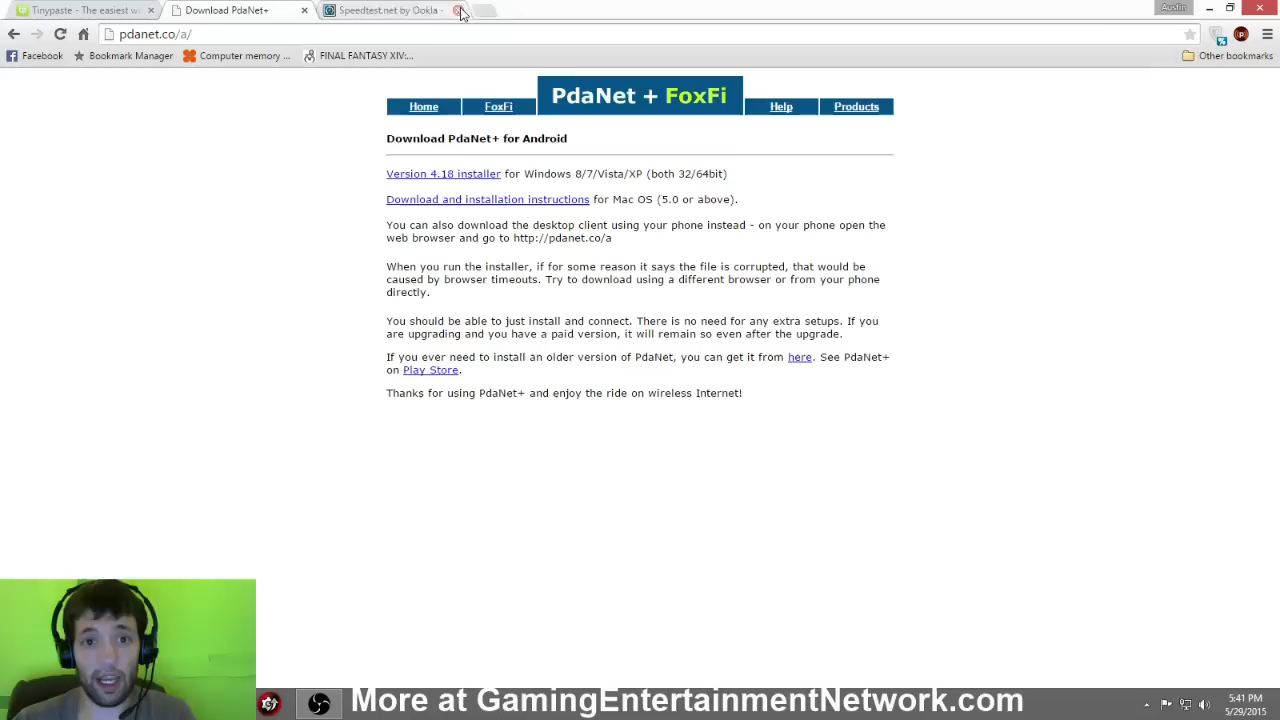 Tinypaste - The easiest w
Download PdaNet+
Speedtest.net by Ookla -
Austin
pdanet.co/a/
Facebook
Bookmark Manager
Computer memory ...
FINAL FANTASY XIV:...
Other bookmarks
Home
FoxFi
PdaNet + FoxFi
Help
Products
Download PdaNet+ for Android
Version 4.18 installer for Windows 8/7/Vista/XP (both 32/64bit)
Download and installation instructions for Mac OS (5.0 or above).
You can also download the desktop client using your phone instead - on your phone open the
web browser and go to http://pdanet.co/a
When you run the installer, if for some reason it says the file is corrupted, that would be
caused by browser timeouts. Try to download using a different browser or from your phone
directly.
You should be able to just install and connect. There is no need for any extra setups. If you
are upgrading and you have a paid version, it will remain so even after the upgrade.
If you ever need to install an older version of PdaNet, you can get it from here. See PdaNet+
on Play Store.
Thanks for using PdaNet+ and enjoy the ride on wireless Internet!
More at GamingEntertainmentNetwork.com
5:41 PM
5/29/2015